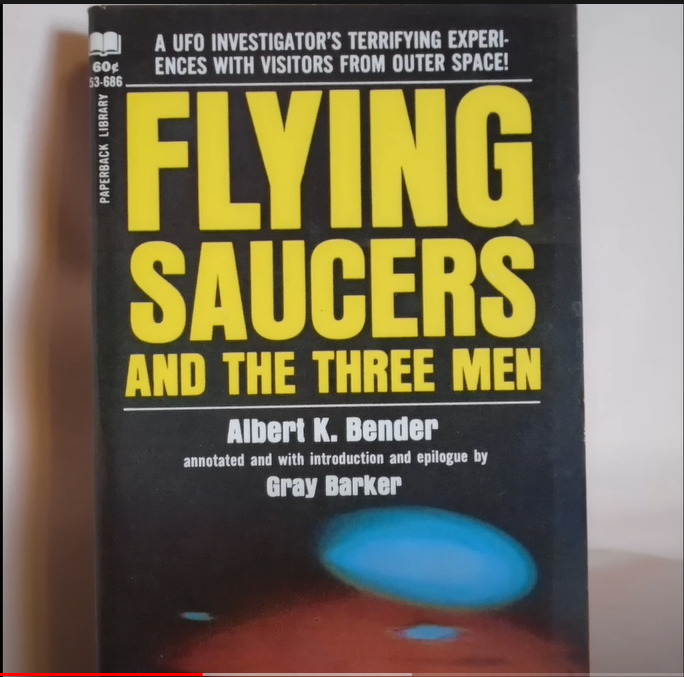 A UFO INVESTIGATOR'S TERRIFYING EXPERI-
ENCES WITH VISITORS FROM OUTER SPACE!
60¢
53-686
PAPERBACK LIBRARY
FLYING
SAUCERS
AND THE THREE MEN
Albert K. Bender
annotated and with introduction and epilogue by
Gray Barker